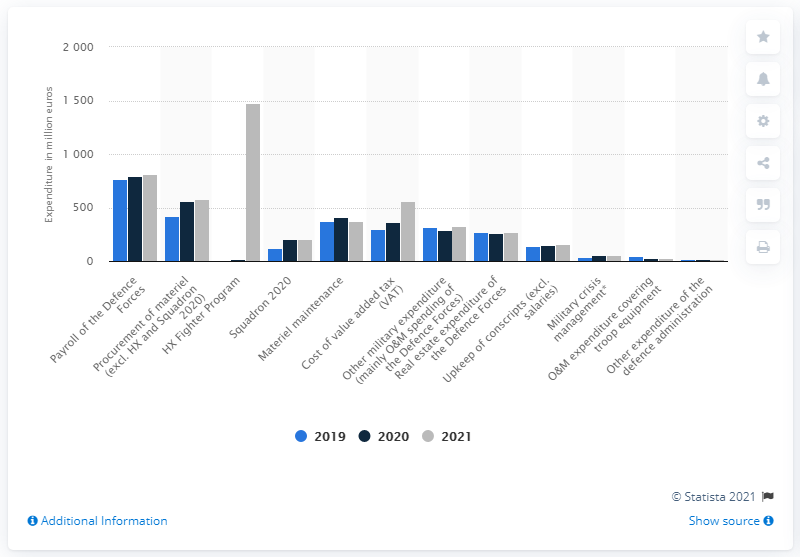 Expenditure in million euros
2 000
1 500
1 000
500
0
Payroll of the Defence
Forces
Procurement of materiel
(excl. HX and Squadron
2020)
HX Fighter Program
Squadron 2020
Materiel maintenance
Cost of value added tax
(VAT)
Other military expenditure
(mainly O&M spending of
the Defence Forces)
Real estate expenditure of
the Defence Forces
Upkeep of conscripts (excl.
salaries)
Military crisis
management*
O&M expenditure covering
troop equipment
Other expenditure of the
defence administration
2019 2020 2021
© Statista 2021
Additional Information
Show source